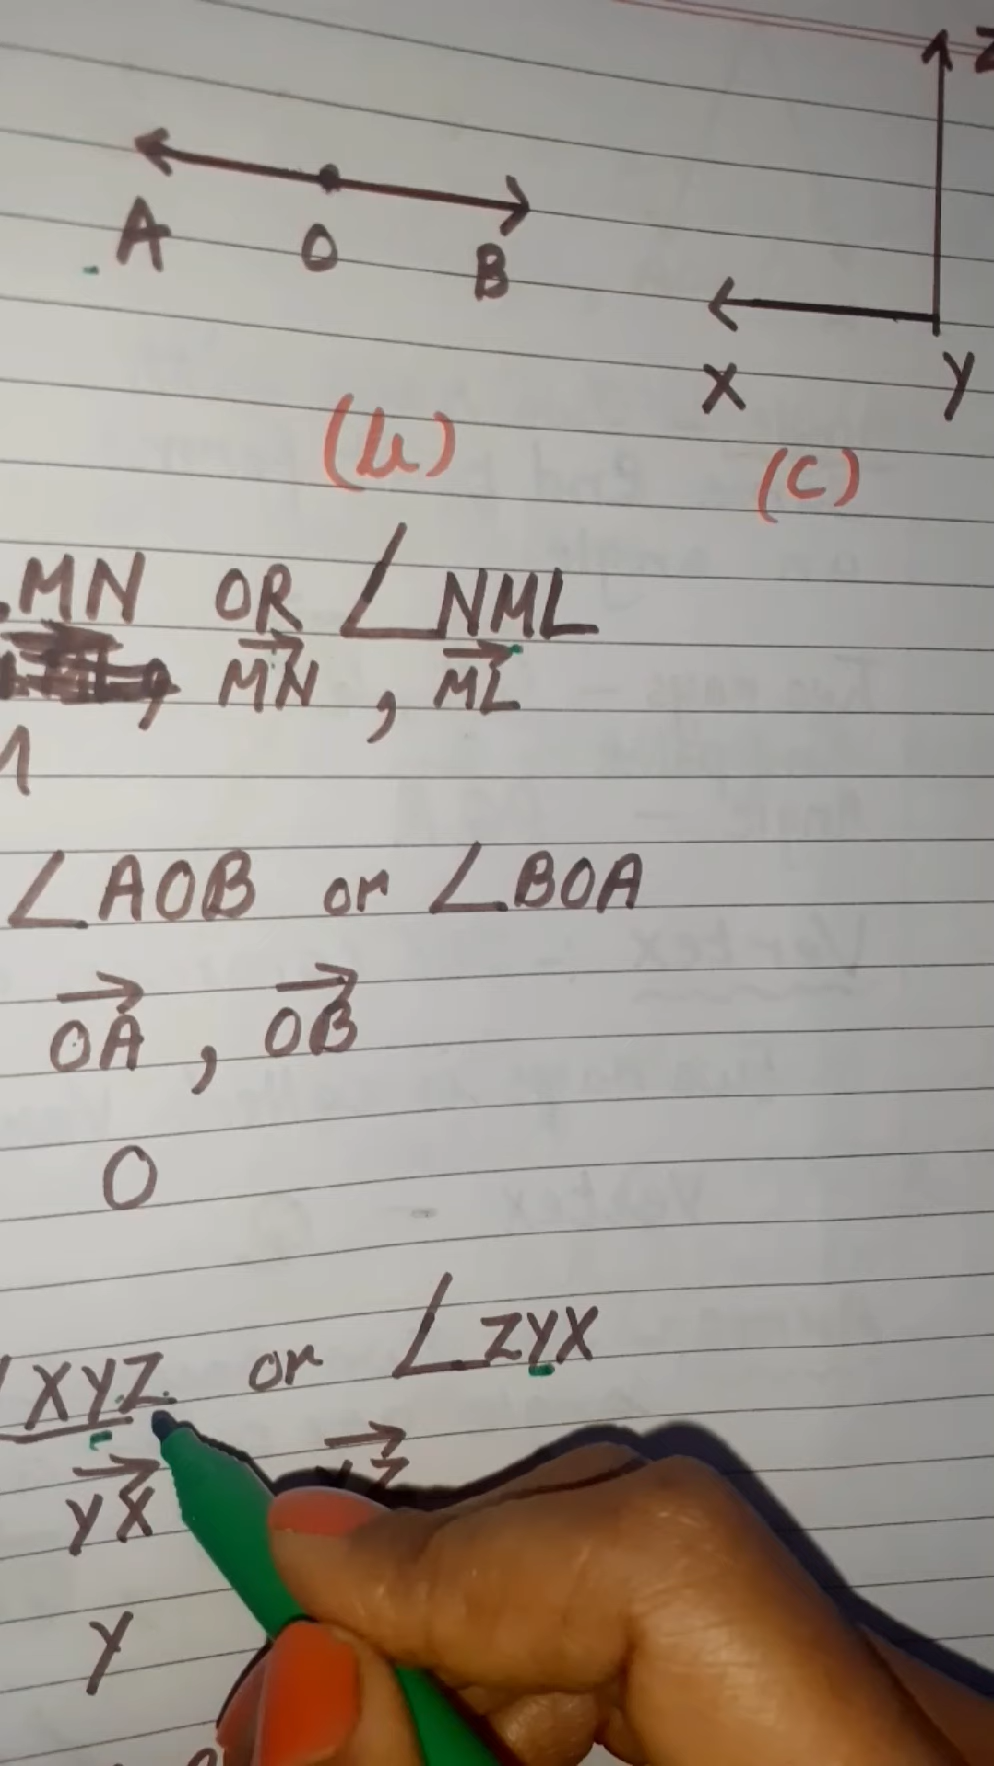 Z
A O B
X Y
(b) (c)
MN OR ∠NML
MN , ML
∠AOB or ∠BOA
OA , OB
O
∠XYZ or ∠ZYX
YX
Y